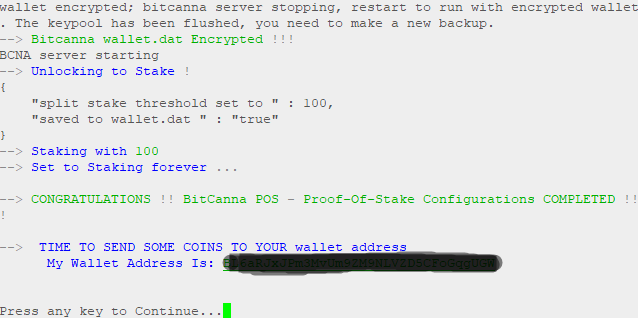 wallet encrypted; bitcanna server stopping, restart to run with encrypted wallet
. The keypool has been flushed, you need to make a new backup.
--> Bitcanna wallet.dat Encrypted !!!
BCNA server starting
--> Unlocking to Stake !
{
    "split stake threshold set to " : 100,
    "saved to wallet.dat " : "true"
}
--> Staking with 100
--> Set to Staking forever ...
--> CONGRATULATIONS !! BitCanna POS - Proof-Of-Stake Configurations COMPLETED !!
!
-->  TIME TO SEND SOME COINS TO YOUR wallet address
      My Wallet Address Is:
Press any key to Continue...